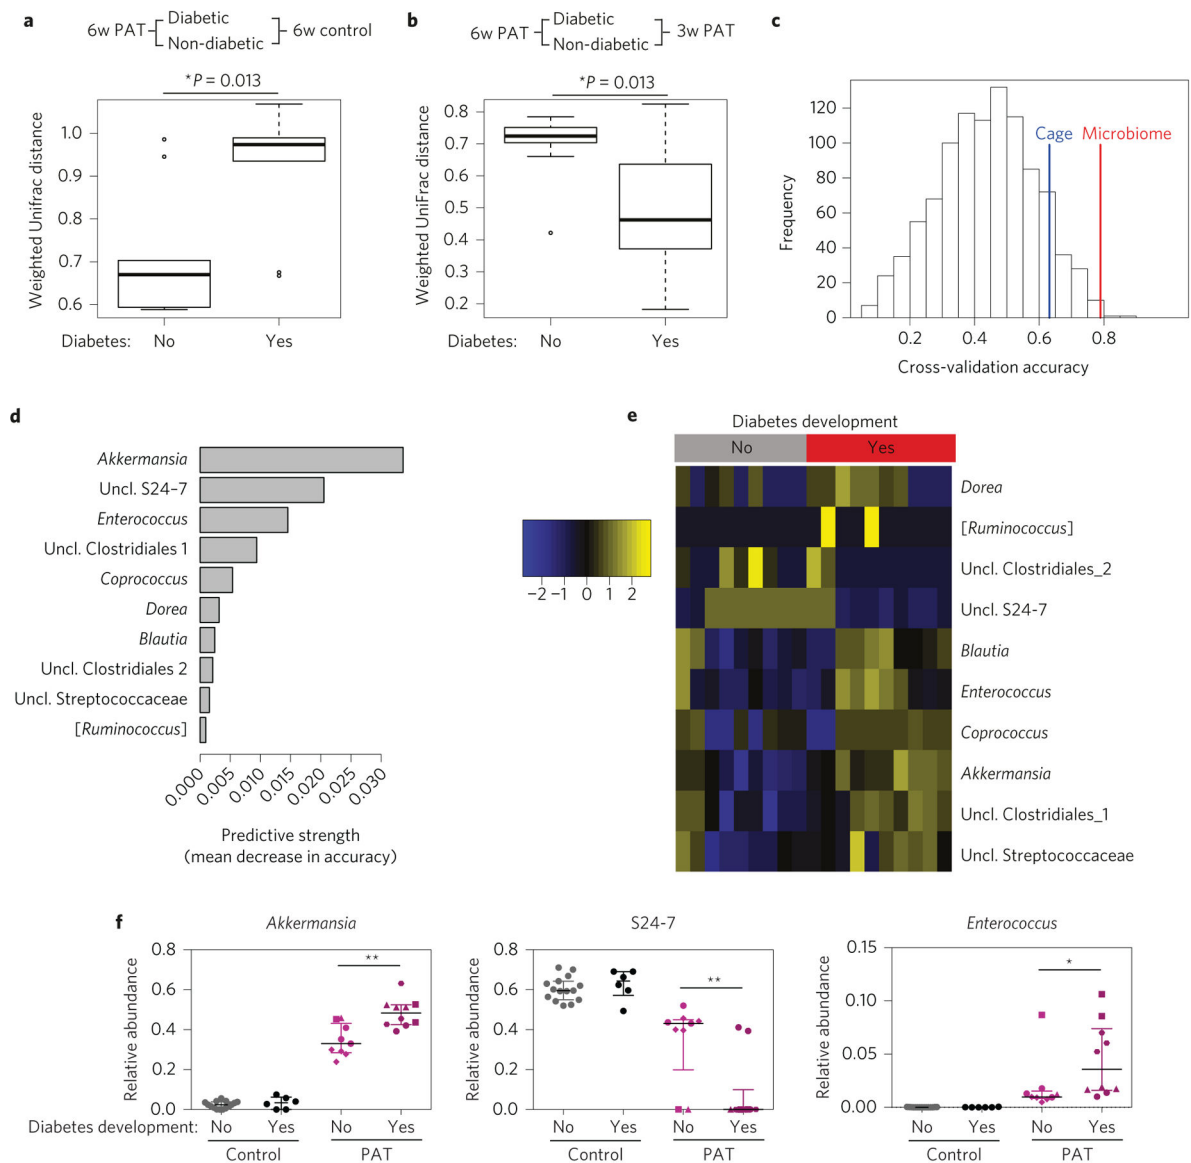 a
6w PAT
Diabetic
Non-diabetic
6w control
*P = 0.013
Weighted Unifrac distance
1.0
0.9
0.8
0.7
0.6
Diabetes:
No
Yes
b
6w PAT
Diabetic
Non-diabetic
3w PAT
*P = 0.013
Weighted UniFrac distance
0.8
0.7
0.6
0.5
0.4
0.3
0.2
Diabetes:
No
Yes
c
Frequency
120
100
80
60
40
20
0
Cage
Microbiome
0.2
0.4
0.6
0.8
Cross-validation accuracy
d
Akkermansia
Uncl. S24–7
Enterococcus
Uncl. Clostridiales 1
Coprococcus
Dorea
Blautia
Uncl. Clostridiales 2
Uncl. Streptococcaceae
[Ruminococcus]
0.000
0.005
0.010
0.015
0.020
0.025
0.030
Predictive strength
(mean decrease in accuracy)
e
Diabetes development
No
Yes
−2 −1 0 1 2
Dorea
[Ruminococcus]
Uncl. Clostridiales_2
Uncl. S24-7
Blautia
Enterococcus
Coprococcus
Akkermansia
Uncl. Clostridiales_1
Uncl. Streptococcaceae
f
Akkermansia
Relative abundance
0.8
0.6
0.4
0.2
0.0
**
Diabetes development:
No
Yes
No
Yes
Control
PAT
S24-7
Relative abundance
0.8
0.6
0.4
0.2
0.0
**
No
Yes
No
Yes
Control
PAT
Enterococcus
Relative abundance
0.15
0.10
0.05
0.00
*
No
Yes
No
Yes
Control
PAT